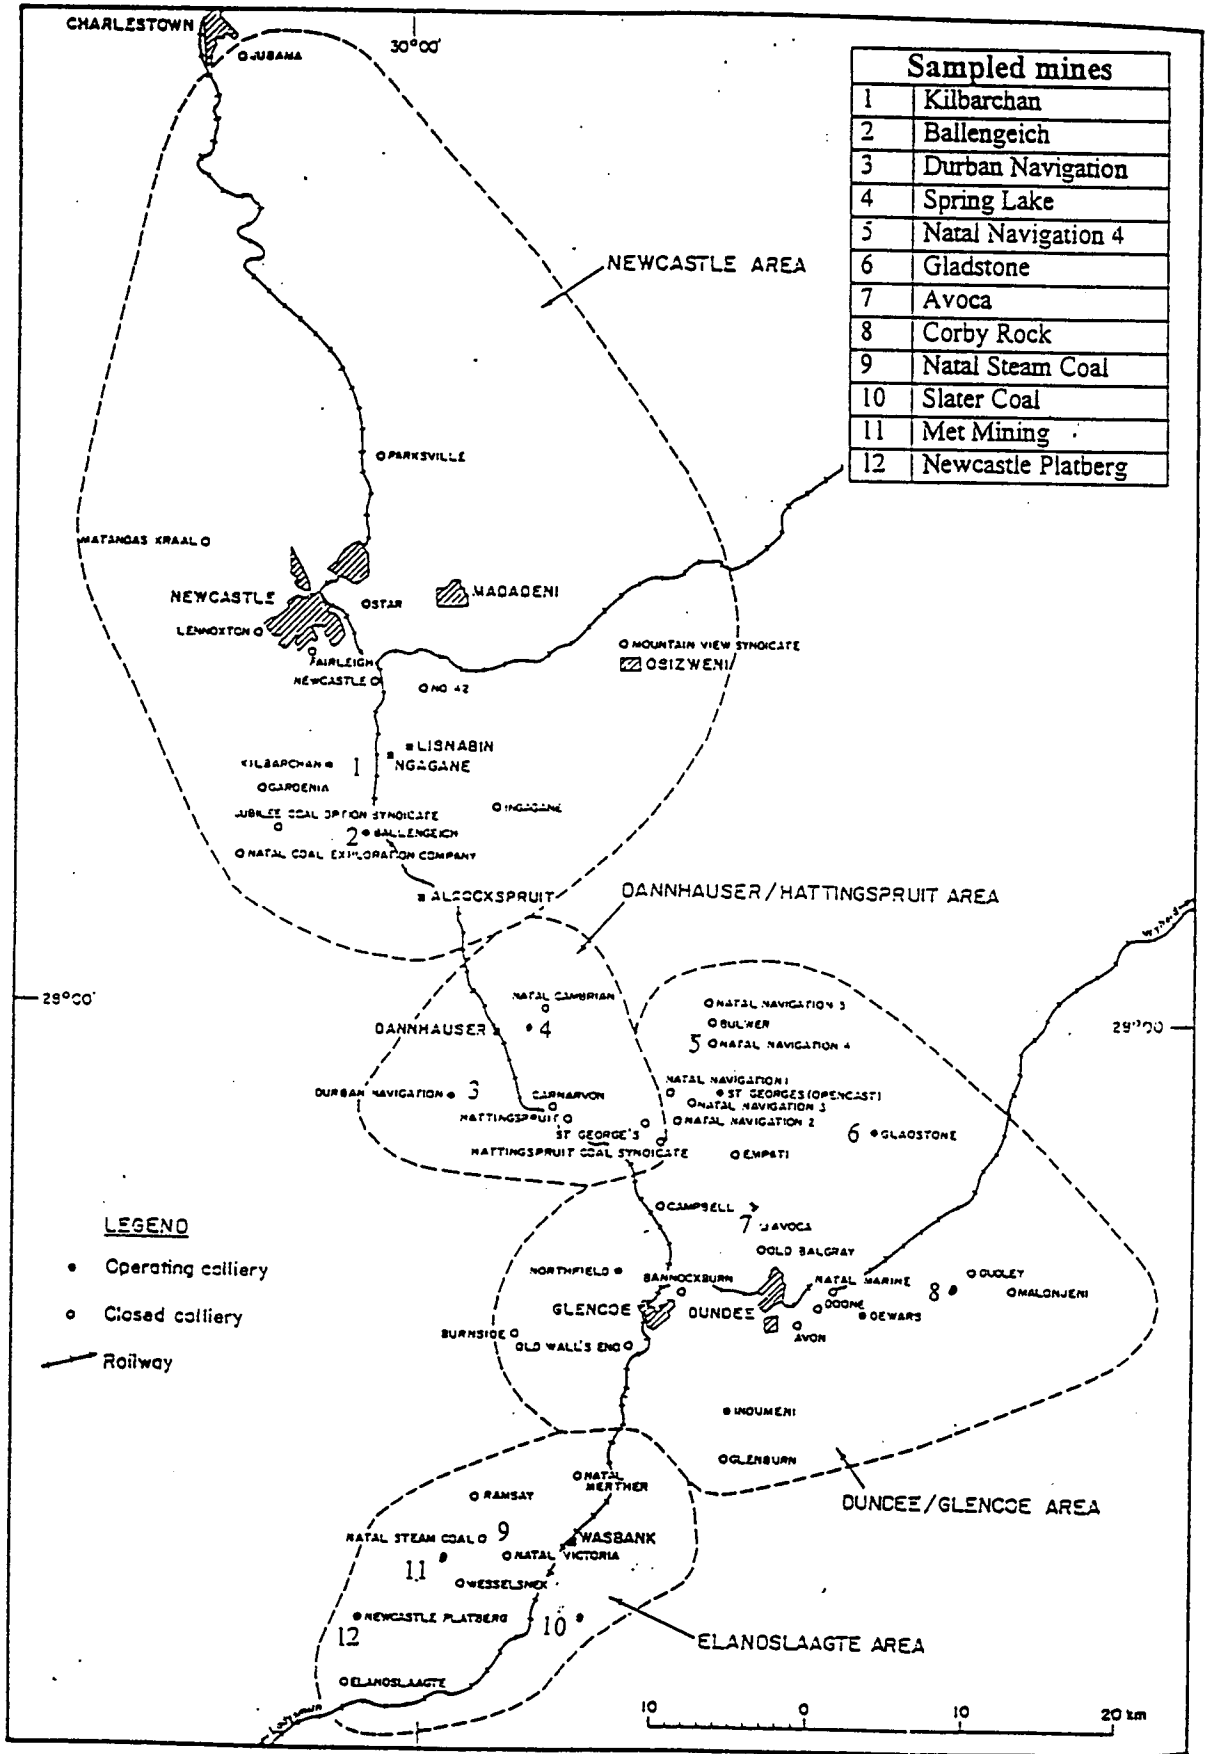 CHARLESTOWN
JUBANA
30°00'
Sampled mines
1 Kilbarchan
2 Ballengeich
3 Durban Navigation
4 Spring Lake
5 Natal Navigation 4
6 Gladstone
7 Avoca
8 Corby Rock
9 Natal Steam Coal
10 Slater Coal
11 Met Mining
12 Newcastle Platberg
NEWCASTLE AREA
PARKSVILLE
MATANGAS KRAAL
NEWCASTLE
STAR
MADADENI
LENNOXTON
FAIRLEIGH
MOUNTAIN VIEW SYNDICATE
OSIZWENI
NEWCASTLE
NO 42
LISNABIN
KILBARCHAN 1
NGAGANE
GARDENIA
INGAGANE
JUBILEE COAL OPTION SYNDICATE
2 BALLENGEICH
NATAL COAL EXPLORATION COMPANY
ALCOCKSPRUIT
DANNHAUSER/HATTINGSPRUIT AREA
28°00'
NATAL CAMBRIAN
NATAL NAVIGATION 5
DANNHAUSER
4
BULWER
28°00
5 NATAL NAVIGATION 4
DURBAN NAVIGATION 3
CARNARVON
NATAL NAVIGATION 1
ST GEORGES (OPENCAST)
NATAL NAVIGATION 3
HATTINGSPRUIT
NATAL NAVIGATION 2
ST GEORGE'S
6 GLADSTONE
HATTINGSPRUIT COAL SYNDICATE
EMPATI
CAMPBELL
7 AVOCA
LEGEND
Operating colliery
Closed colliery
Railway
OLD BALGRAY
NORTHFIELD
BANNOCKBURN
NATAL MARINE
DUDLEY
8
MALONJENI
GLENCOE
DUNDEE
DOONE
DEWARS
BURNSIDE
OLD WALL'S END
AVON
INDUMENI
GLENBURN
NATAL
MERTHER
RAMSAY
DUNDEE/GLENCOE AREA
NATAL STEAM COAL 9
WASBANK
11
NATAL VICTORIA
WESSELSNEK
NEWCASTLE PLATBERG
10
12
ELANDSLAAGTE AREA
ELANDSLAAGTE
10 0 10 20 km